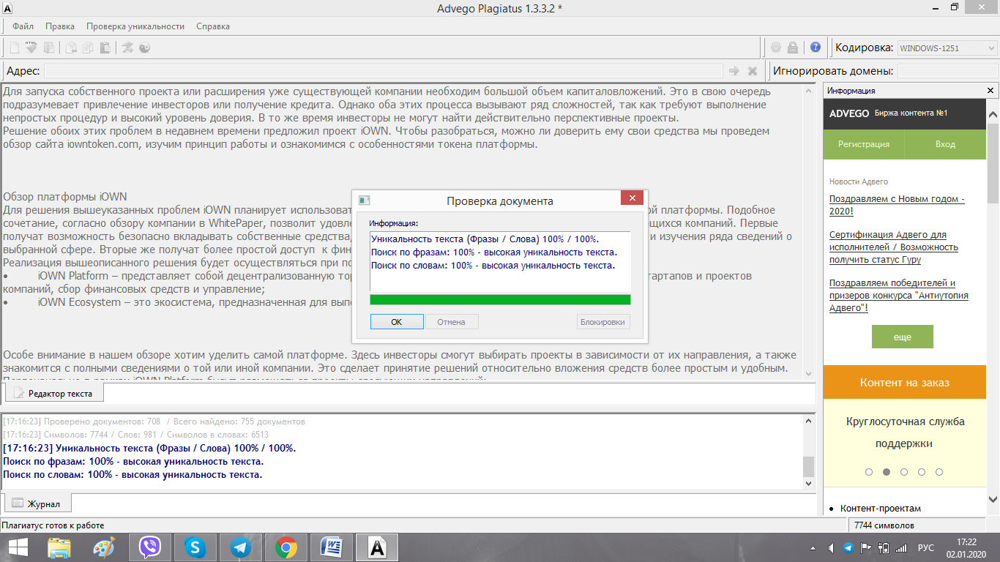 Advego Plagiatus 1.3.3.2 *
Файл Правка Проверка уникальности Справка
HTML
Кодировка: WINDOWS-1251
Адрес:
Игнорировать домены:
Для запуска собственного проекта или расширения уже существующей компании необходим большой объем капиталовложений. Это в свою очередь
подразумевает привлечение инвесторов или получение кредита. Однако оба этих процесса вызывают ряд сложностей, так как требуют выполнение
непростых процедур и высокий уровень доверия. В то же время инвесторы не могут найти действительно перспективные проекты.
Решение обоих этих проблем в недавнем времени предложил проект iOWN. Чтобы разобраться, можно ли доверить ему свои средства мы проведем
обзор сайта iowntoken.com, изучим принцип работы и ознакомимся с особенностями токена платформы.
Обзор платформы iOWN
Для решения вышеуказанных проблем iOWN планирует использоват ой платформы. Подобное
сочетание, согласно обзору компании в WhitePaper, позволит удовле щихся компаний. Первые
получат возможность безопасно вкладывать собственные средства, и изучения ряда сведений о
выбранной сфере. Вторые же получат более простой доступ к фин
Реализация вышеописанного решения будет осуществляться при по
• iOWN Platform – представляет собой децентрализованную тор тартапов и проектов
компаний, сбор финансовых средств и управление;
• iOWN Ecosystem – это экосистема, предназначенная для вып
Особе внимание в нашем обзоре хотим уделить самой платформе. Здесь инвесторы смогут выбирать проекты в зависимости от их направления, а также
знакомится с полными сведениями о той или иной компании. Это сделает принятие решений относительно вложения средств более простым и удобным.
Проверка документа
Информация:
Уникальность текста (Фразы / Слова) 100% / 100%.
Поиск по фразам: 100% - высокая уникальность текста.
Поиск по словам: 100% - высокая уникальность текста.
OK Отмена Блокировки
Редактор текста
[17:16:23] Проверено документов: 708 / Всего найдено: 755 документов
[17:16:23] Символов: 7744 / Слов: 981 / Символов в словах: 6513
[17:16:23] Уникальность текста (Фразы / Слова) 100% / 100%.
Поиск по фразам: 100% - высокая уникальность текста.
Поиск по словам: 100% - высокая уникальность текста.
Журнал
Плагиатус готов к работе
7744 символов
Информация
ADVEGO Биржа контента №1
Регистрация Вход
Новости Адвего
Поздравляем с Новым годом -
2020!
Сертификация Адвего для
исполнителей / Возможность
получить статус Гуру
Поздравляем победителей и
призеров конкурса "Антиутопия
Адвего"!
еще
Контент на заказ
Круглосуточная служба
поддержки
• Контент-проектам
РУС
17:22
02.01.2020